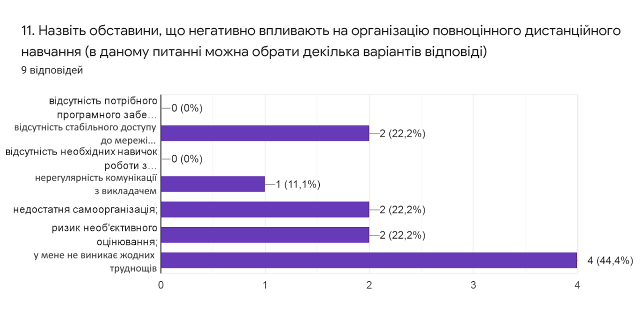 11. Назвіть обставини, що негативно впливають на організацію повноцінного дистанційного
навчання (в даному питанні можна обрати декілька варіантів відповіді)
9 відповідей
відсутність потрібного
програмного забе...
0 (0%)
відсутність стабільного доступу
до мережі...
2 (22,2%)
відсутність необхідних навичок
роботи з...
0 (0%)
нерегулярність комунікації
з викладачем
1 (11,1%)
недостатня самоорганізація;
2 (22,2%)
ризик необ'єктивного
оцінювання;
2 (22,2%)
у мене не виникає жодних
труднощів
4 (44,4%)
0 1 2 3 4